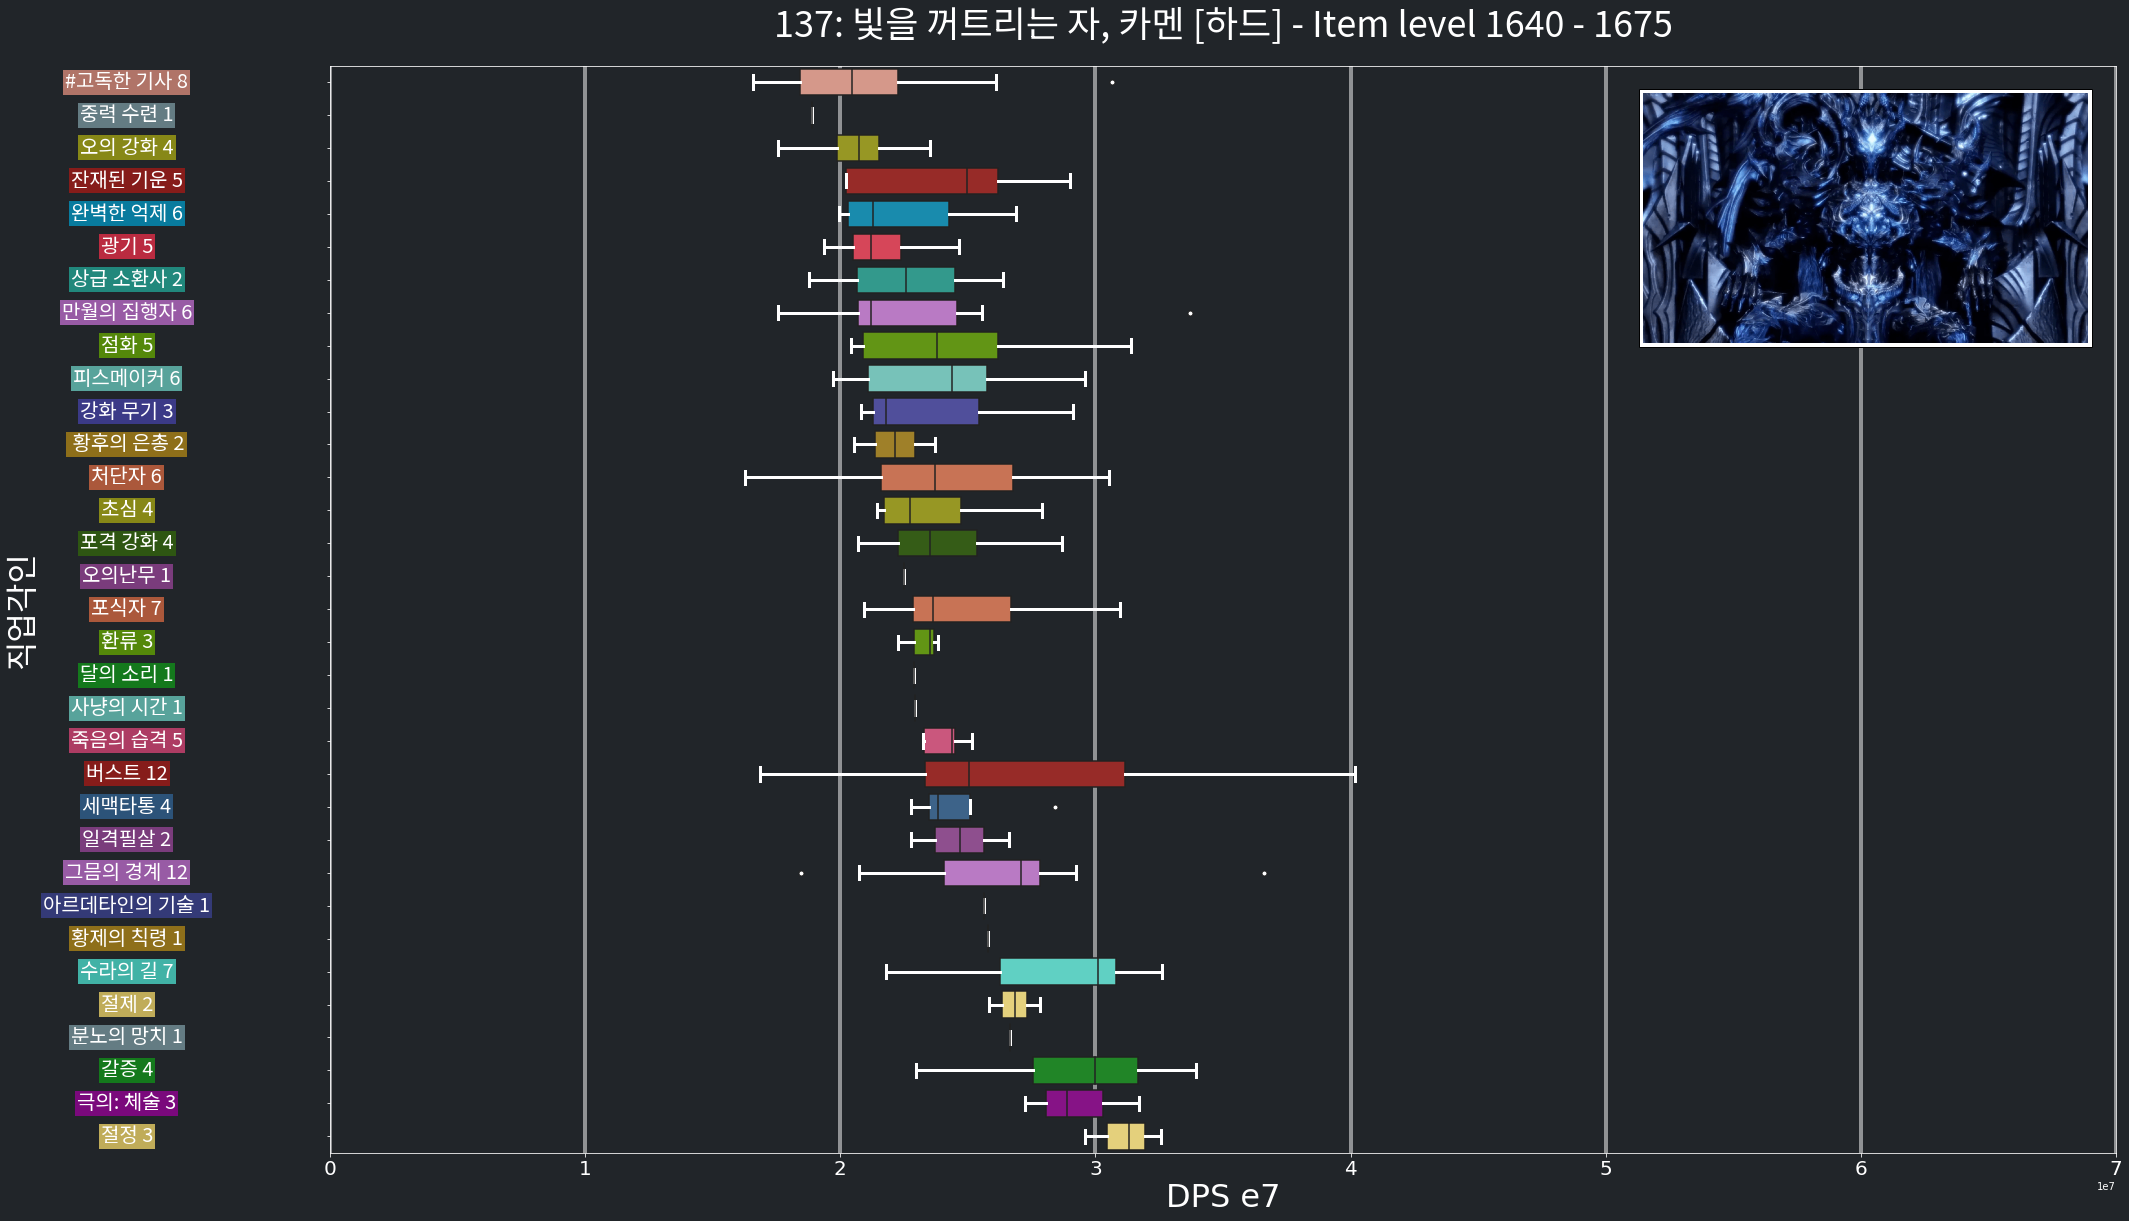 137: 빛을 꺼트리는 자, 카멘 [하드] - Item level 1640 - 1675
#고독한 기사 8
중력 수련 1
오의 강화 4
잔재된 기운 5
완벽한 억제 6
광기 5
상급 소환사 2
만월의 집행자 6
점화 5
피스메이커 6
강화 무기 3
황후의 은총 2
처단자 6
초심 4
포격 강화 4
오의난무 1
포식자 7
환류 3
달의 소리 1
사냥의 시간 1
죽음의 습격 5
버스트 12
세맥타통 4
일격필살 2
그믐의 경계 12
아르데타인의 기술 1
황제의 칙령 1
수라의 길 7
절제 2
분노의 망치 1
갈증 4
극의: 체술 3
절정 3
직업각인
0 1 2 3 4 5 6 7
1e7
DPS e7